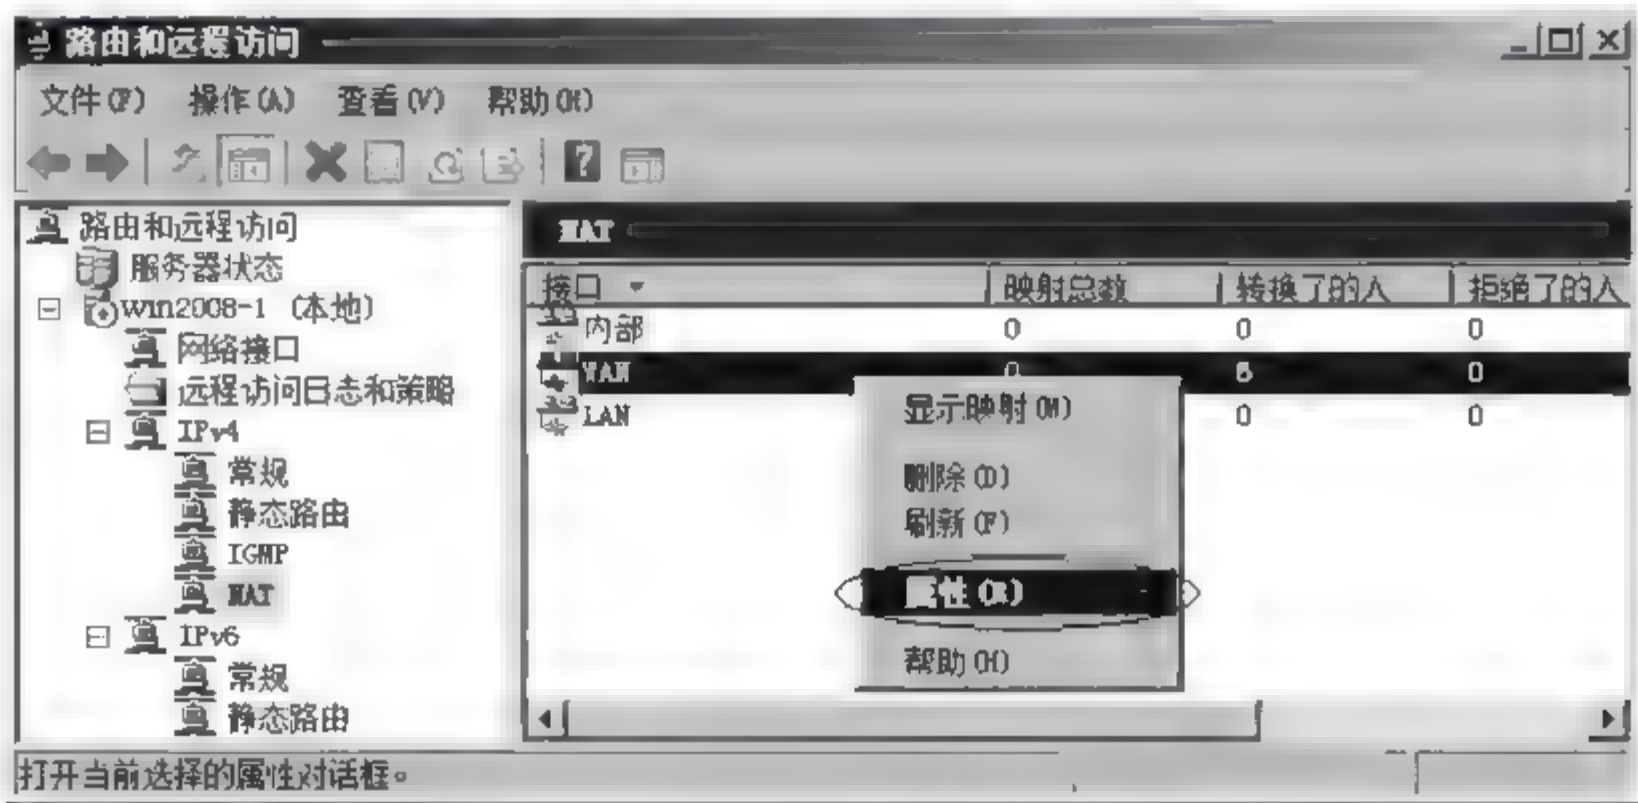 路由和远程访问
文件(F) 操作(A) 查看(V) 帮助(H)
路由和远程访问
服务器状态
win2008-1 (本地)
网络接口
远程访问日志和策略
IPv4
常规
静态路由
IGMP
NAT
IPv6
常规
静态路由
NAT
接口 映射总数 转换了的入 拒绝了的入
内部 0 0 0
WAN 0 6 0
LAN 0 0
显示映射(M)
删除(D)
刷新(F)
属性(R)
帮助(H)
打开当前选择的属性对话框。